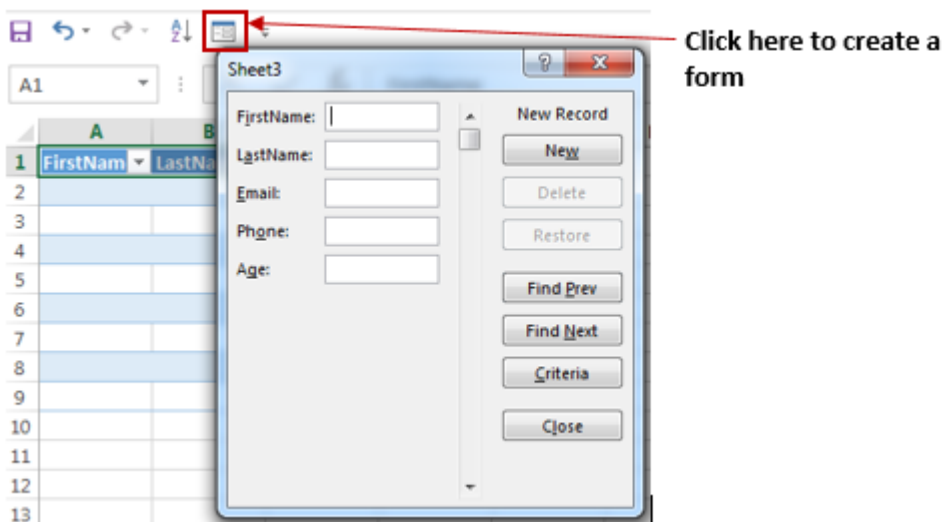 Click here to create a
form
Sheet3
A1
A B
1 FirstNam LastNa
2
3
4
5
6
7
8
9
10
11
12
13
FirstName:
LastName:
Email:
Phone:
Age:
New Record
New
Delete
Restore
Find Prev
Find Next
Criteria
Close